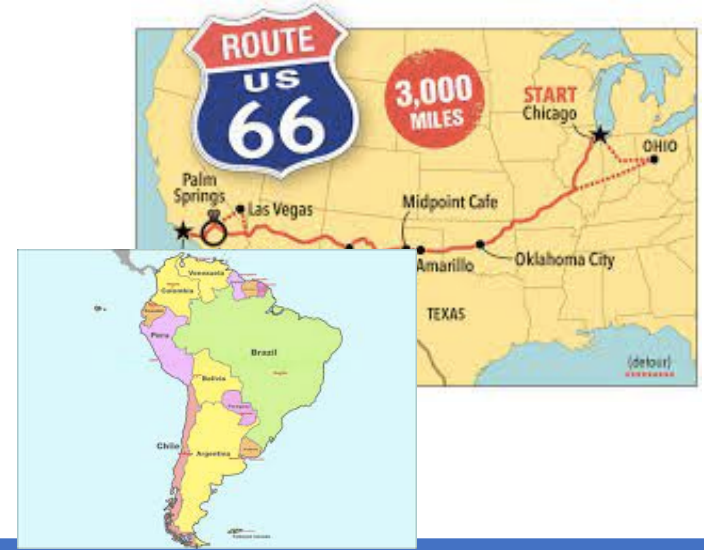 ROUTE
US
66
3,000
MILES
START
Chicago
OHIO
Palm
Springs
Las Vegas
Midpoint Cafe
Amarillo
Oklahoma City
TEXAS
(detour)
Venezuela
Colombia
Peru
Brazil
Bolivia
Chile
Argentina